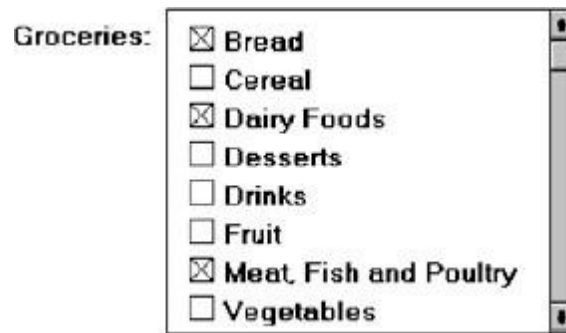 Groceries:
Bread
Cereal
Dairy Foods
Desserts
Drinks
Fruit
Meat, Fish and Poultry
Vegetables